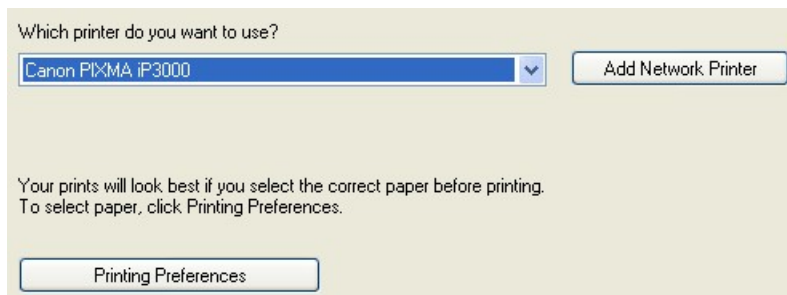 Which printer do you want to use?
Canon PIXMA iP3000
Add Network Printer
Your prints will look best if you select the correct paper before printing.
To select paper, click Printing Preferences.
Printing Preferences